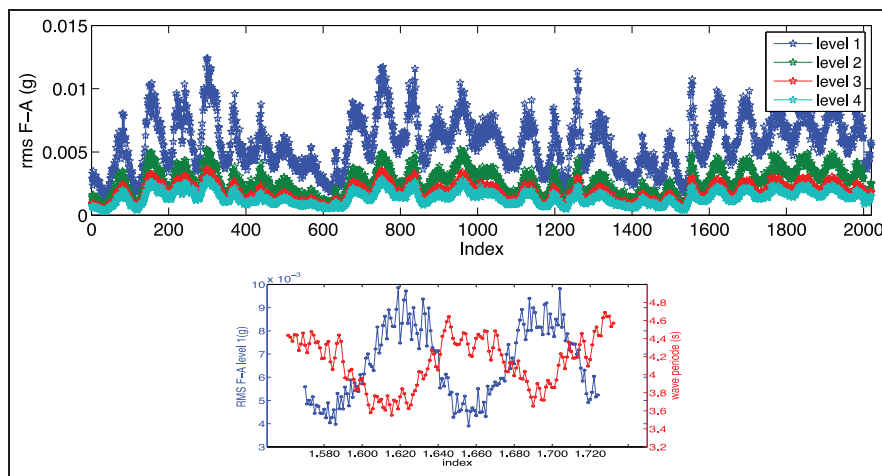 0.015
0.01
0.005
0
rms F-A (g)
level 1
level 2
level 3
level 4
0 200 400 600 800 1000 1200 1400 1600 1800 2000
Index
10 x 10⁻³
9
8
7
6
5
4
3
RMS F-A level 1(g)
4.8
4.6
4.4
4.2
4
3.8
3.6
3.4
3.2
wave periode (s)
1.580 1.600 1.620 1.640 1.660 1.680 1.700 1.720
index